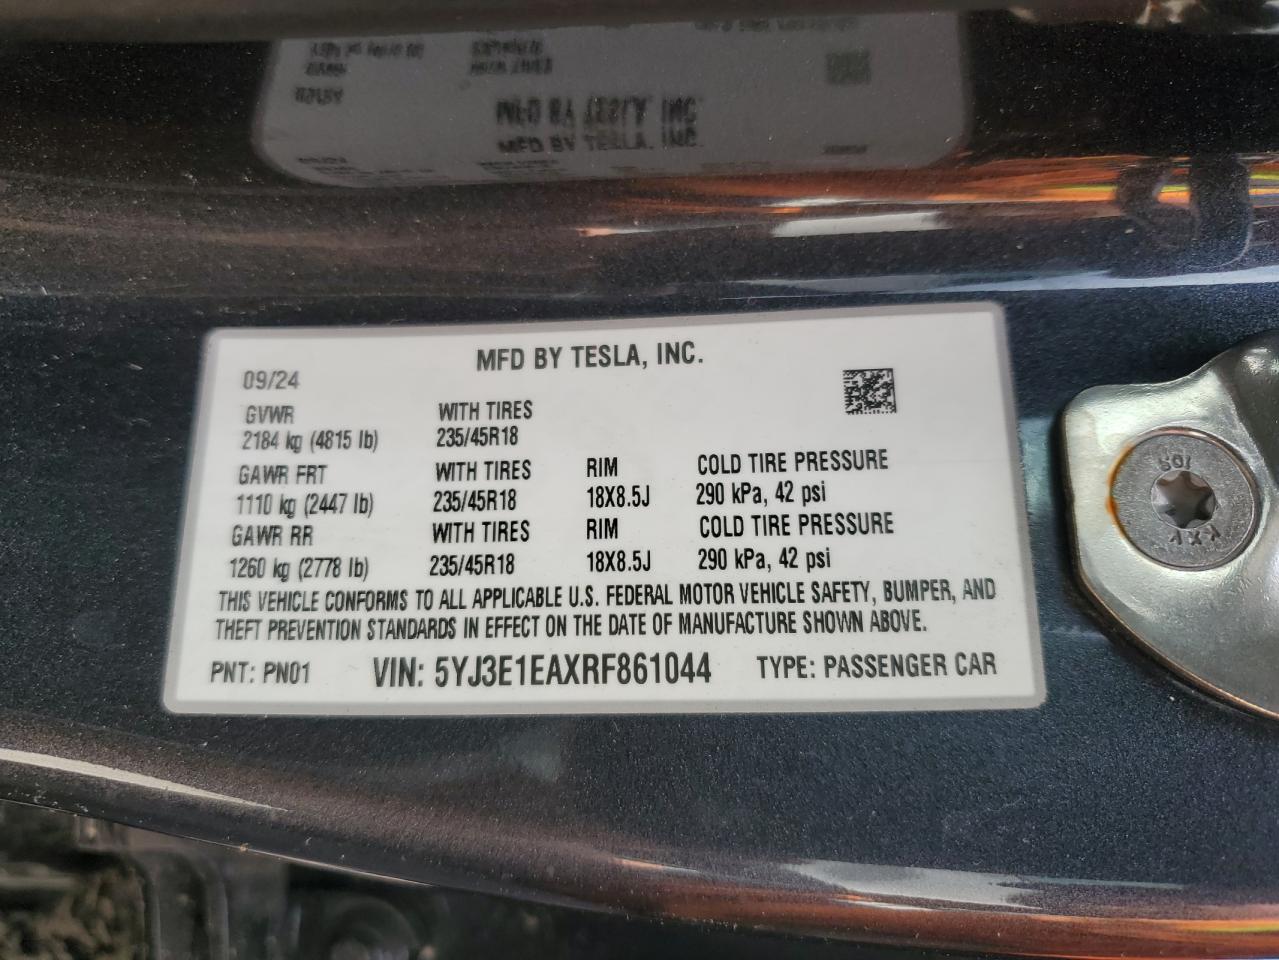 MFD BY TESLA, INC.
MFD BY TESLA, INC.
09/24
GVWR WITH TIRES
2184 kg (4815 lb) 235/45R18
GAWR FRT WITH TIRES RIM COLD TIRE PRESSURE
1110 kg (2447 lb) 235/45R18 18X8.5J 290 kPa, 42 psi
GAWR RR WITH TIRES RIM COLD TIRE PRESSURE
1260 kg (2778 lb) 235/45R18 18X8.5J 290 kPa, 42 psi
THIS VEHICLE CONFORMS TO ALL APPLICABLE U.S. FEDERAL MOTOR VEHICLE SAFETY, BUMPER, AND
THEFT PREVENTION STANDARDS IN EFFECT ON THE DATE OF MANUFACTURE SHOWN ABOVE.
PNT: PN01 VIN: 5YJ3E1EAXRF861044 TYPE: PASSENGER CAR